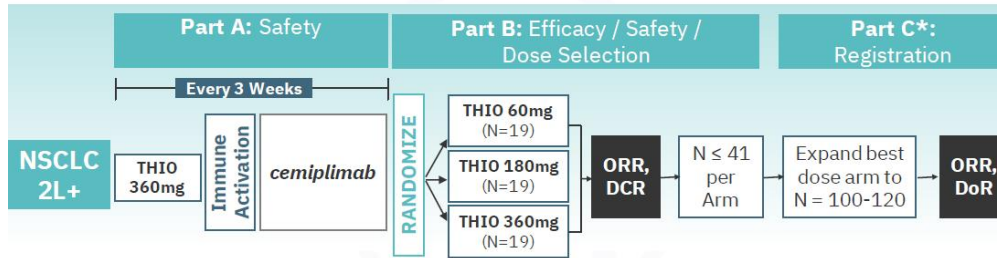 Part A: Safety
Part B: Efficacy / Safety /
Dose Selection
Part C*:
Registration
Every 3 Weeks
NSCLC
2L+
THIO
360mg
Immune
Activation
cemiplimab
RANDOMIZE
THIO 60mg
(N=19)
THIO 180mg
(N=19)
THIO 360mg
(N=19)
ORR,
DCR
N ≤ 41
per
Arm
Expand best
dose arm to
N = 100-120
ORR,
DoR